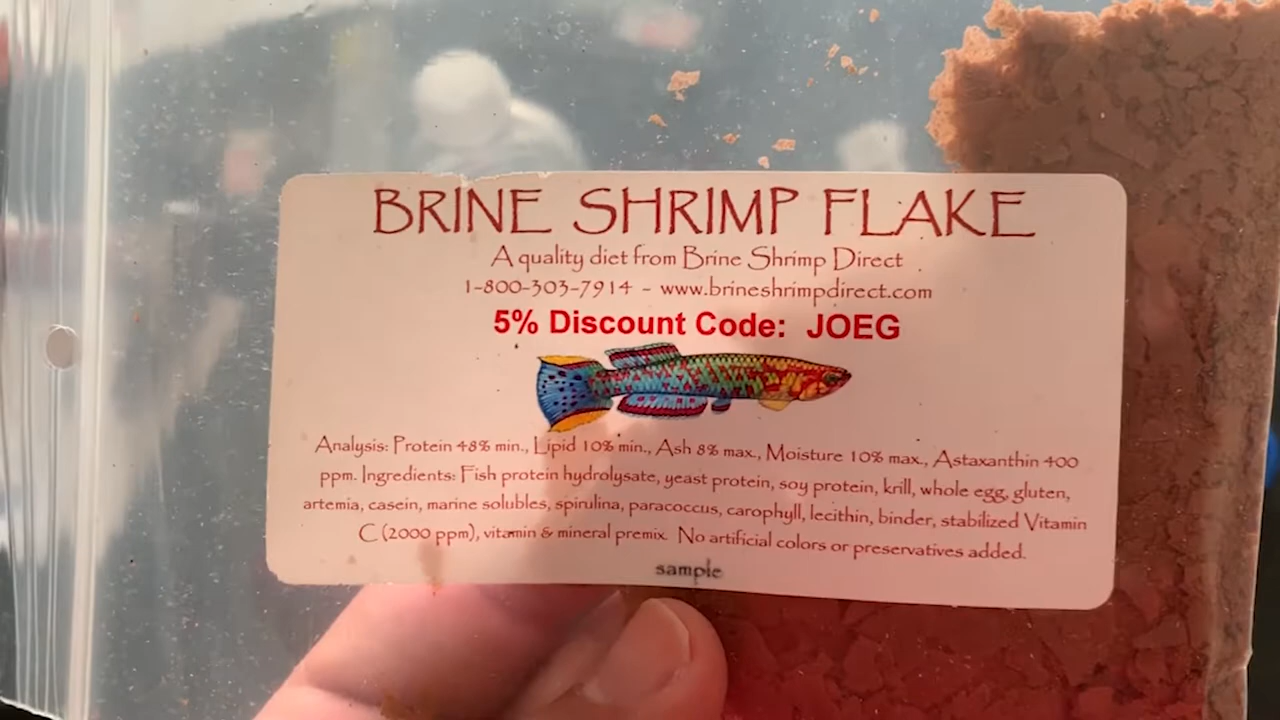 BRINE SHRIMP FLAKE
A quality diet from Brine Shrimp Direct
1-800-303-7914 - www.brineshrimpdirect.com
5% Discount Code: JOEG
Analysis: Protein 48% min., Lipid 10% min., Ash 8% max., Moisture 10% max., Astaxanthin 400
ppm. Ingredients: Fish protein hydrolysate, yeast protein, soy protein, krill, whole egg, gluten,
artemia, casein, marine solubles, spirulina, paracoccus, carophyll, lecithin, binder, stabilized Vitamin
C (2000 ppm), vitamin & mineral premix. No artificial colors or preservatives added.
sample